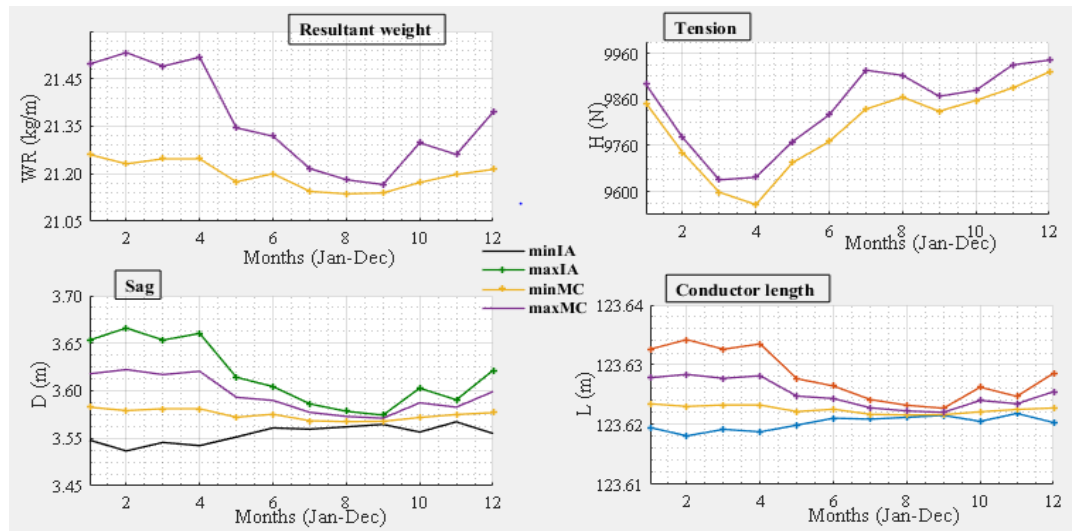 Resultant weight
WR (kg/m)
21.45
21.35
21.20
21.05
2 4 6 8 10 12
Months (Jan-Dec)
Tension
H (N)
9960
9860
9760
9600
2 4 6 8 10 12
Months (Jan-Dec)
minIA
maxIA
minMC
maxMC
Sag
D (m)
3.70
3.65
3.60
3.55
3.45
2 4 6 8 10 12
Months (Jan-Dec)
Conductor length
L (m)
123.64
123.63
123.62
123.61
2 4 6 8 10 12
Months (Jan-Dec)